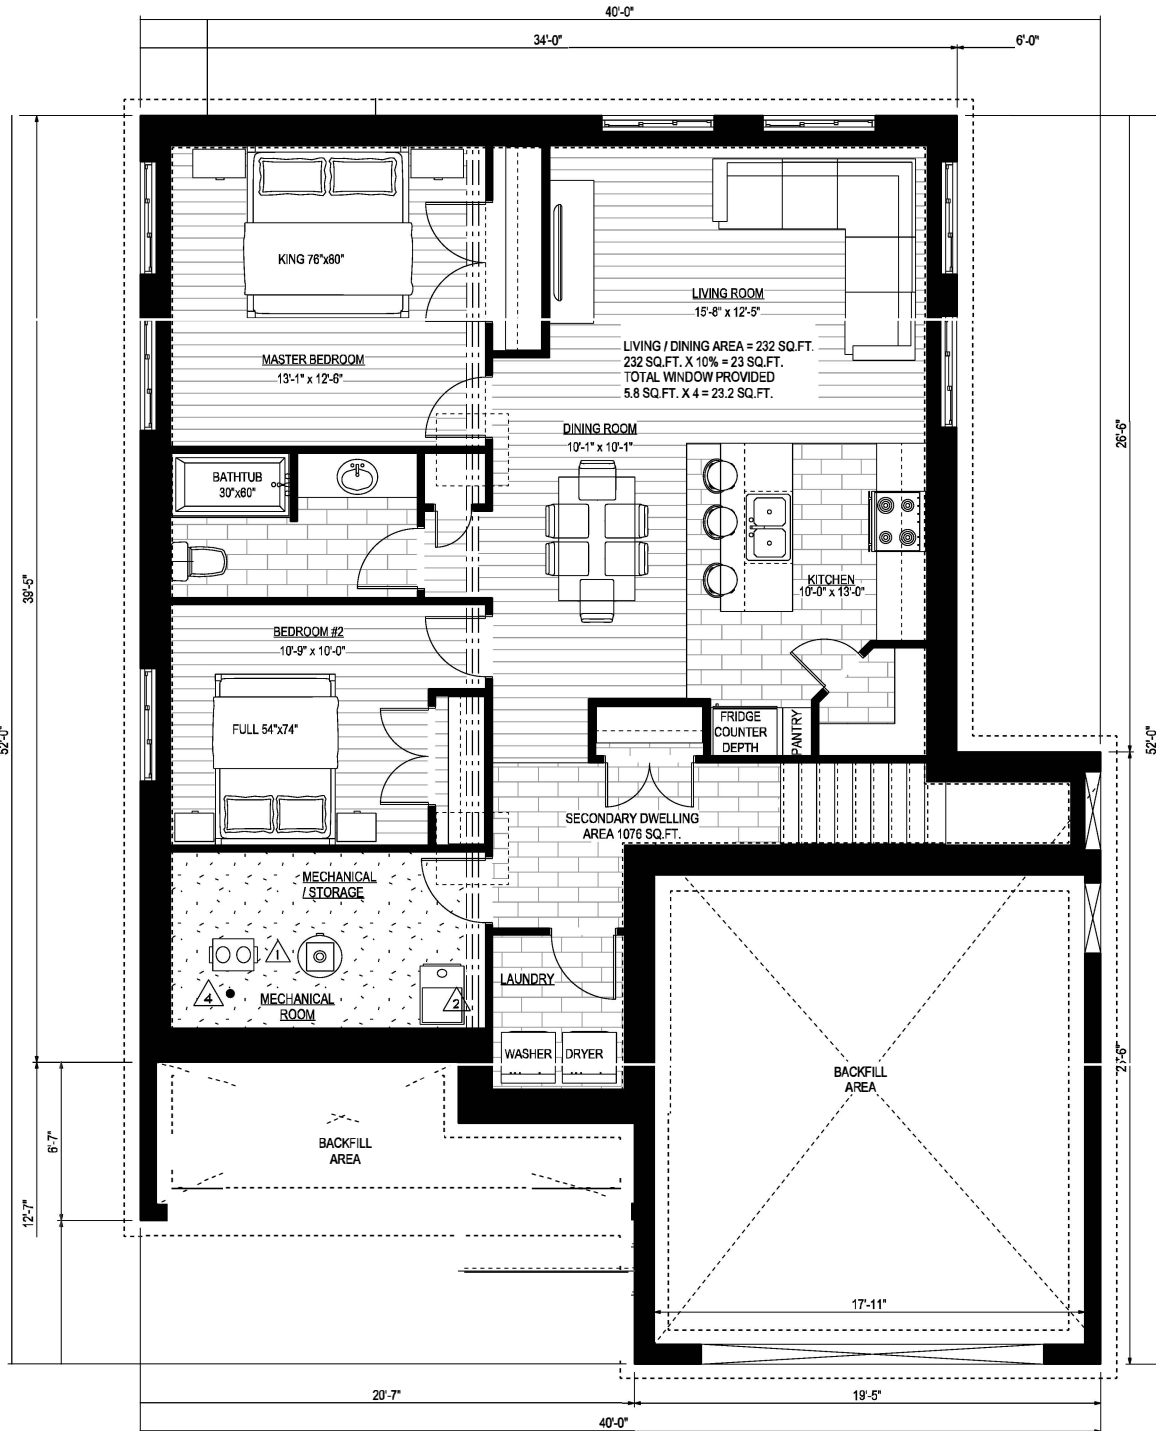 40'-0"
34'-0"
6'-0"
KING 76"x80"
LIVING ROOM
15'-8" x 12'-5"
LIVING / DINING AREA = 232 SQ.FT.
232 SQ.FT. X 10% = 23 SQ.FT.
TOTAL WINDOW PROVIDED
5.8 SQ.FT. X 4 = 23.2 SQ.FT.
MASTER BEDROOM
13'-1" x 12'-6"
DINING ROOM
10'-1" x 10'-1"
26'-6"
BATHTUB
30"x60"
39'-5"
KITCHEN
10'-0" x 13'-0"
BEDROOM #2
10'-9" x 10'-0"
FULL 54"x74"
FRIDGE
COUNTER
DEPTH
PANTRY
52'-0"
52'-0"
SECONDARY DWELLING
AREA 1076 SQ.FT.
MECHANICAL
/ STORAGE
1
4
2
MECHANICAL
ROOM
LAUNDRY
WASHER
DRYER
BACKFILL
AREA
BACKFILL
AREA
6'-7"
12'-7"
17'-11"
20'-7"
19'-5"
40'-0"